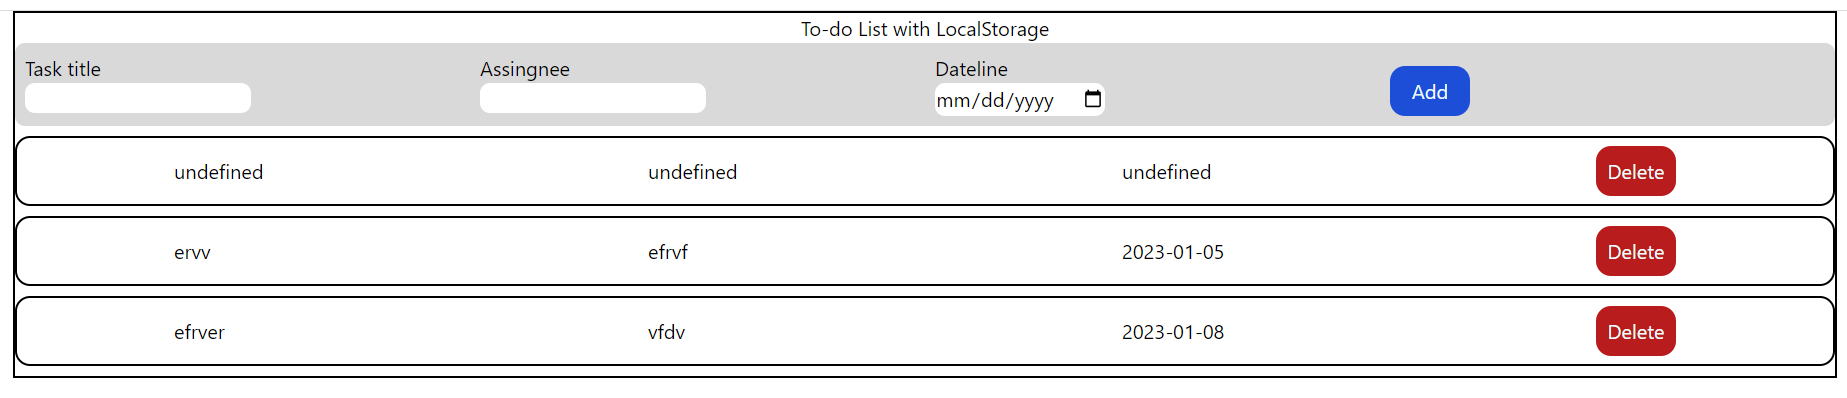 To-do List with LocalStorage
Task title Assingnee Dateline
mm/dd/yyyy Add
undefined undefined undefined Delete
ervv efrvf 2023-01-05 Delete
efrver vfdv 2023-01-08 Delete